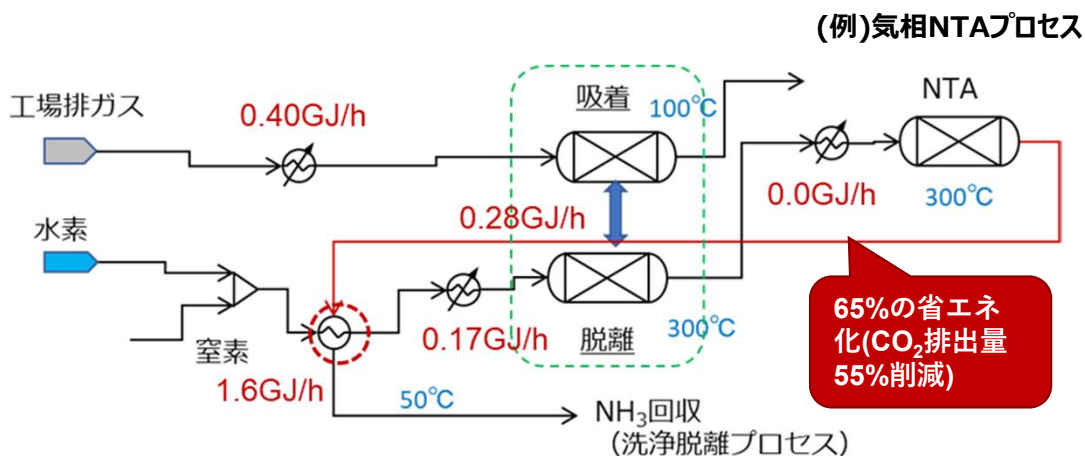 (例)気相NTAプロセス
工場排ガス
0.40GJ/h
吸着
100℃
NTA
0.0GJ/h
300℃
水素
0.28GJ/h
窒素
0.17GJ/h
脱離
300℃
1.6GJ/h
50℃
NH₃回収
(洗浄脱離プロセス)
65%の省エネ
化(CO₂排出量
55%削減)